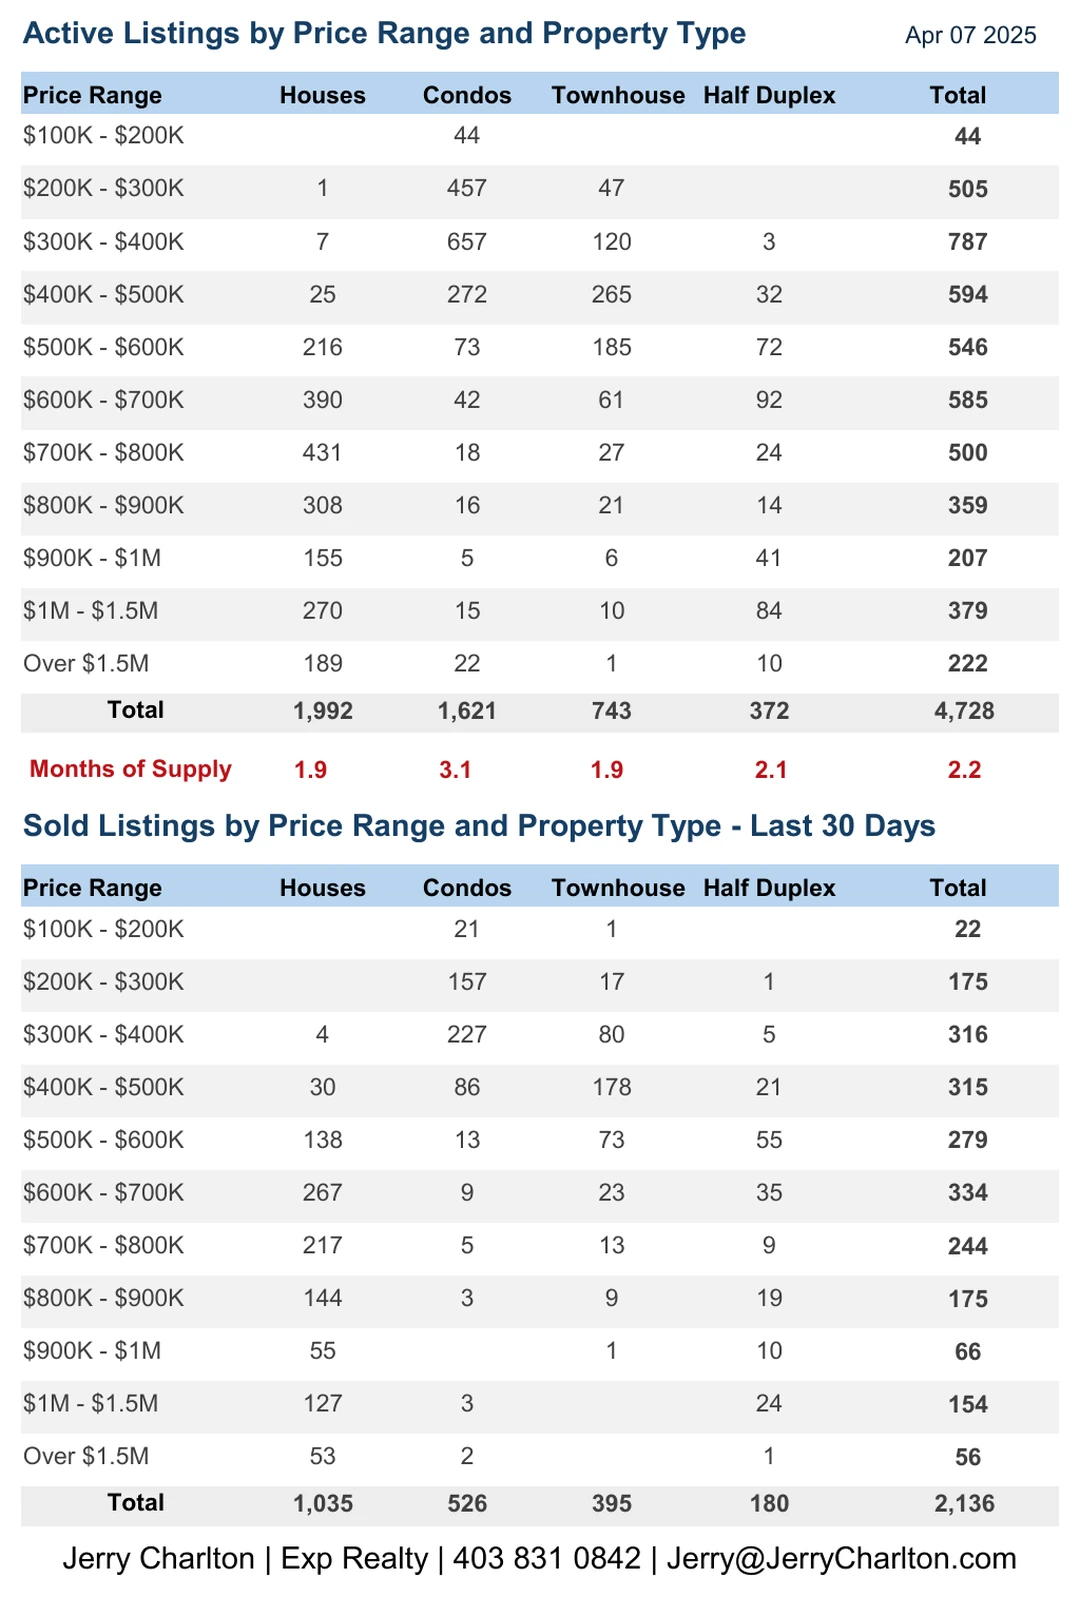 Active Listings by Price Range and Property Type Apr 07 2025
Price Range Houses Condos Townhouse Half Duplex Total
$100K - $200K 44 44
$200K - $300K 1 457 47 505
$300K - $400K 7 657 120 3 787
$400K - $500K 25 272 265 32 594
$500K - $600K 216 73 185 72 546
$600K - $700K 390 42 61 92 585
$700K - $800K 431 18 27 24 500
$800K - $900K 308 16 21 14 359
$900K - $1M 155 5 6 41 207
$1M - $1.5M 270 15 10 84 379
Over $1.5M 189 22 1 10 222
Total 1,992 1,621 743 372 4,728
Months of Supply 1.9 3.1 1.9 2.1 2.2
Sold Listings by Price Range and Property Type - Last 30 Days
Price Range Houses Condos Townhouse Half Duplex Total
$100K - $200K 21 1 22
$200K - $300K 157 17 1 175
$300K - $400K 4 227 80 5 316
$400K - $500K 30 86 178 21 315
$500K - $600K 138 13 73 55 279
$600K - $700K 267 9 23 35 334
$700K - $800K 217 5 13 9 244
$800K - $900K 144 3 9 19 175
$900K - $1M 55 1 10 66
$1M - $1.5M 127 3 24 154
Over $1.5M 53 2 1 56
Total 1,035 526 395 180 2,136
Jerry Charlton | Exp Realty | 403 831 0842 | Jerry@JerryCharlton.com